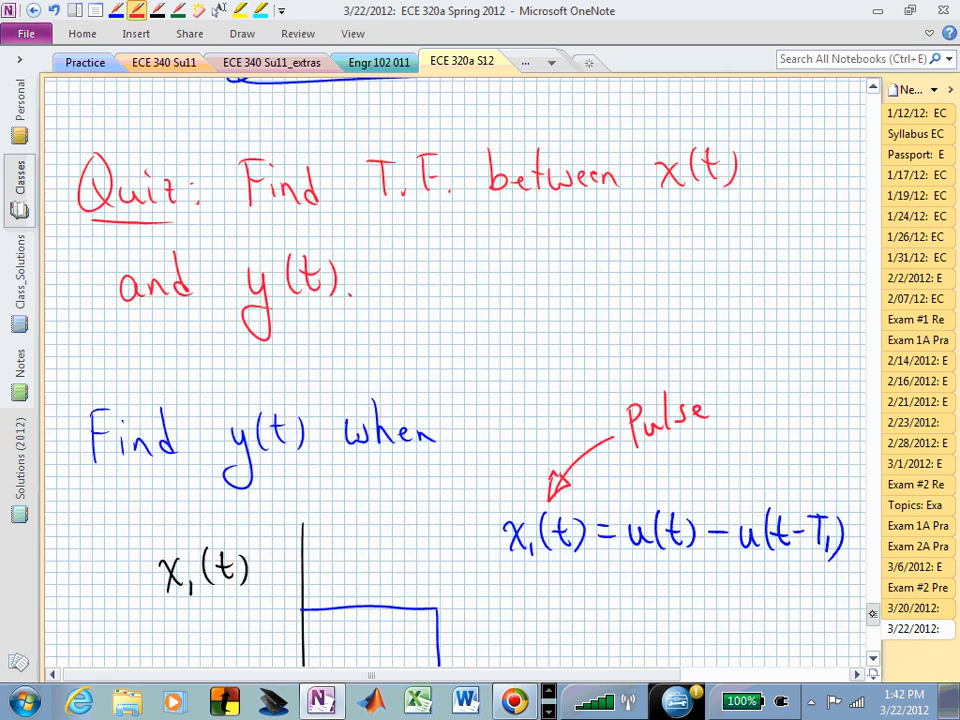 3/22/2012: ECE 320a Spring 2012 - Microsoft OneNote
File Home Insert Share Draw Review View
Practice ECE 340 Su11 ECE 340 Su11_extras Engr 102 011 ECE 320a S12 ...
Search All Notebooks (Ctrl+E)
Personal
Classes
Class_Solutions
Notes
Solutions (2012)
Quiz: Find T.F. between x(t)
and y(t).
Find y(t) when
Pulse
x₁(t) = u(t) - u(t-T₁)
x₁(t)
Ne...
1/12/12: EC
Syllabus EC
Passport: E
1/17/12: EC
1/19/12: EC
1/24/12: EC
1/26/12: EC
1/31/12: EC
2/2/2012: E
2/07/12: EC
Exam #1 Re
Exam 1A Pra
2/14/2012: E
2/16/2012: E
2/21/2012: E
2/23/2012:
2/28/2012: E
3/1/2012: E
Exam #2 Re
Topics: Exa
Exam 1A Pra
Exam 2A Pra
3/6/2012: E
Exam #2 Pre
3/20/2012:
3/22/2012:
100%
1:42 PM
3/22/2012